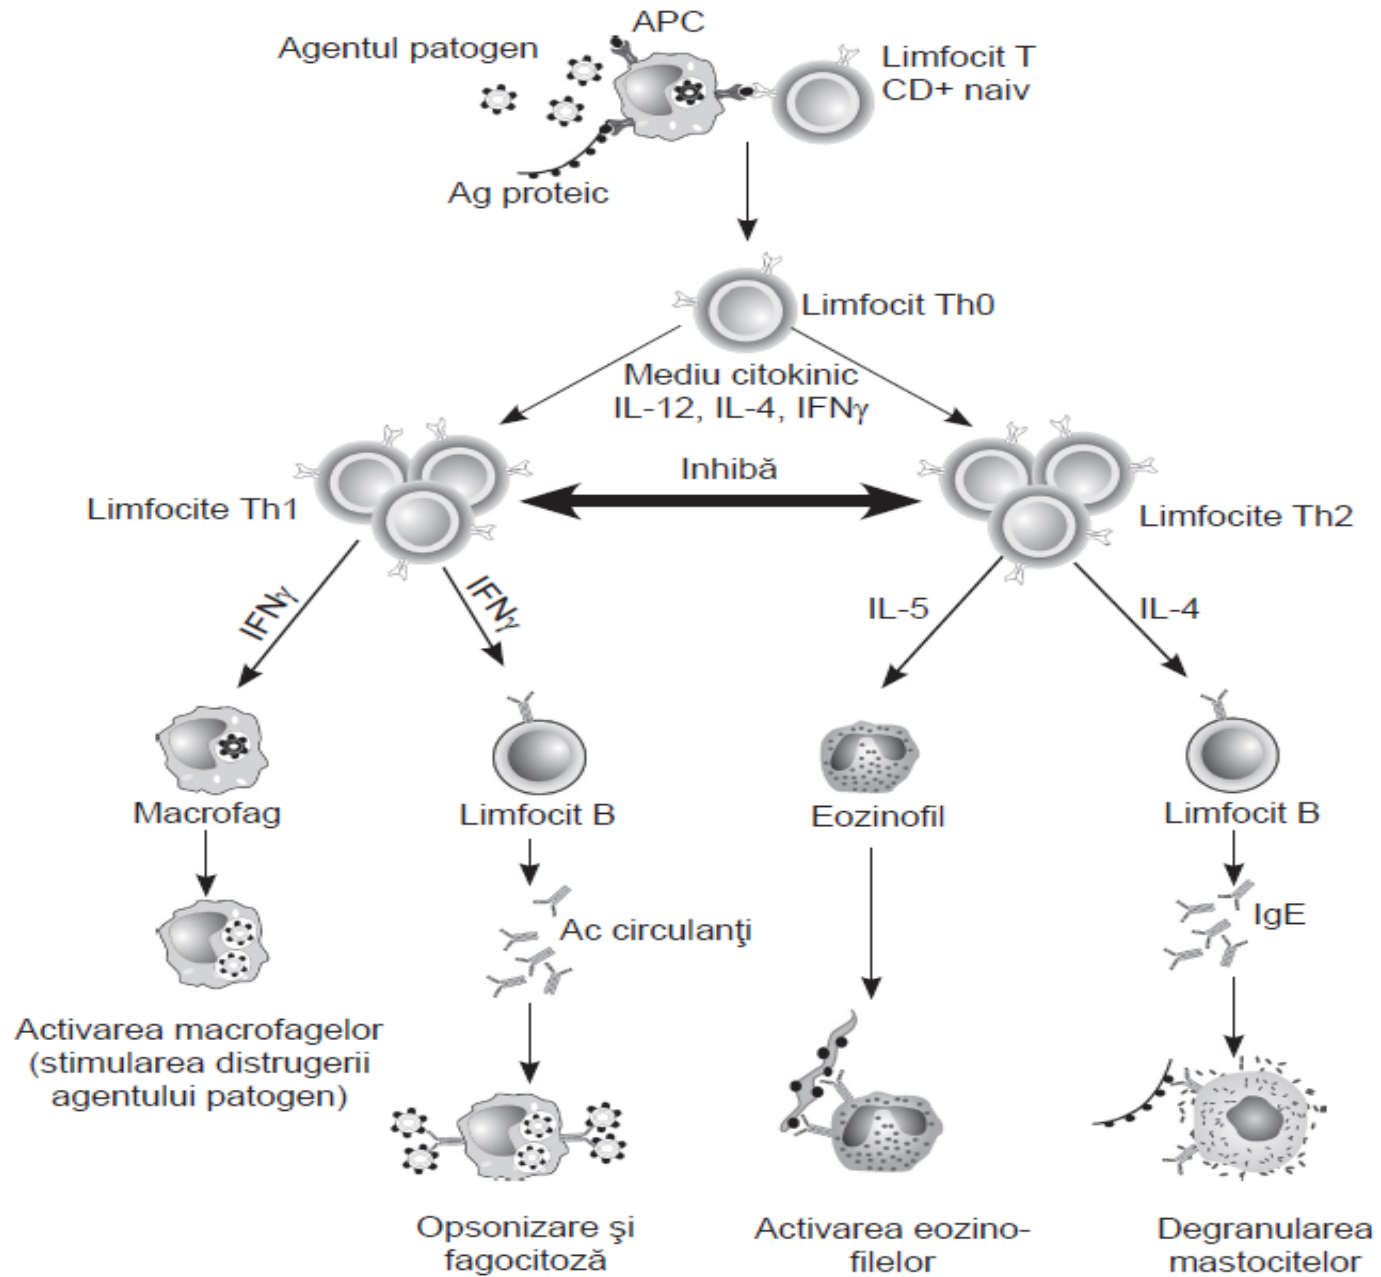 APC
Agentul patogen
Limfocit T
CD+ naiv
Ag proteic
Limfocit Th0
Mediu citokinic
IL-12, IL-4, IFNγ
Inhibă
Limfocite Th1
Limfocite Th2
IFNγ
IFNγ
IL-5
IL-4
Macrofag
Limfocit B
Eozinofil
Limfocit B
Ac circulanţi
IgE
Activarea macrofagelor
(stimularea distrugerii
agentului patogen)
Opsonizare şi
fagocitoză
Activarea eozino-
filelor
Degranularea
mastocitelor